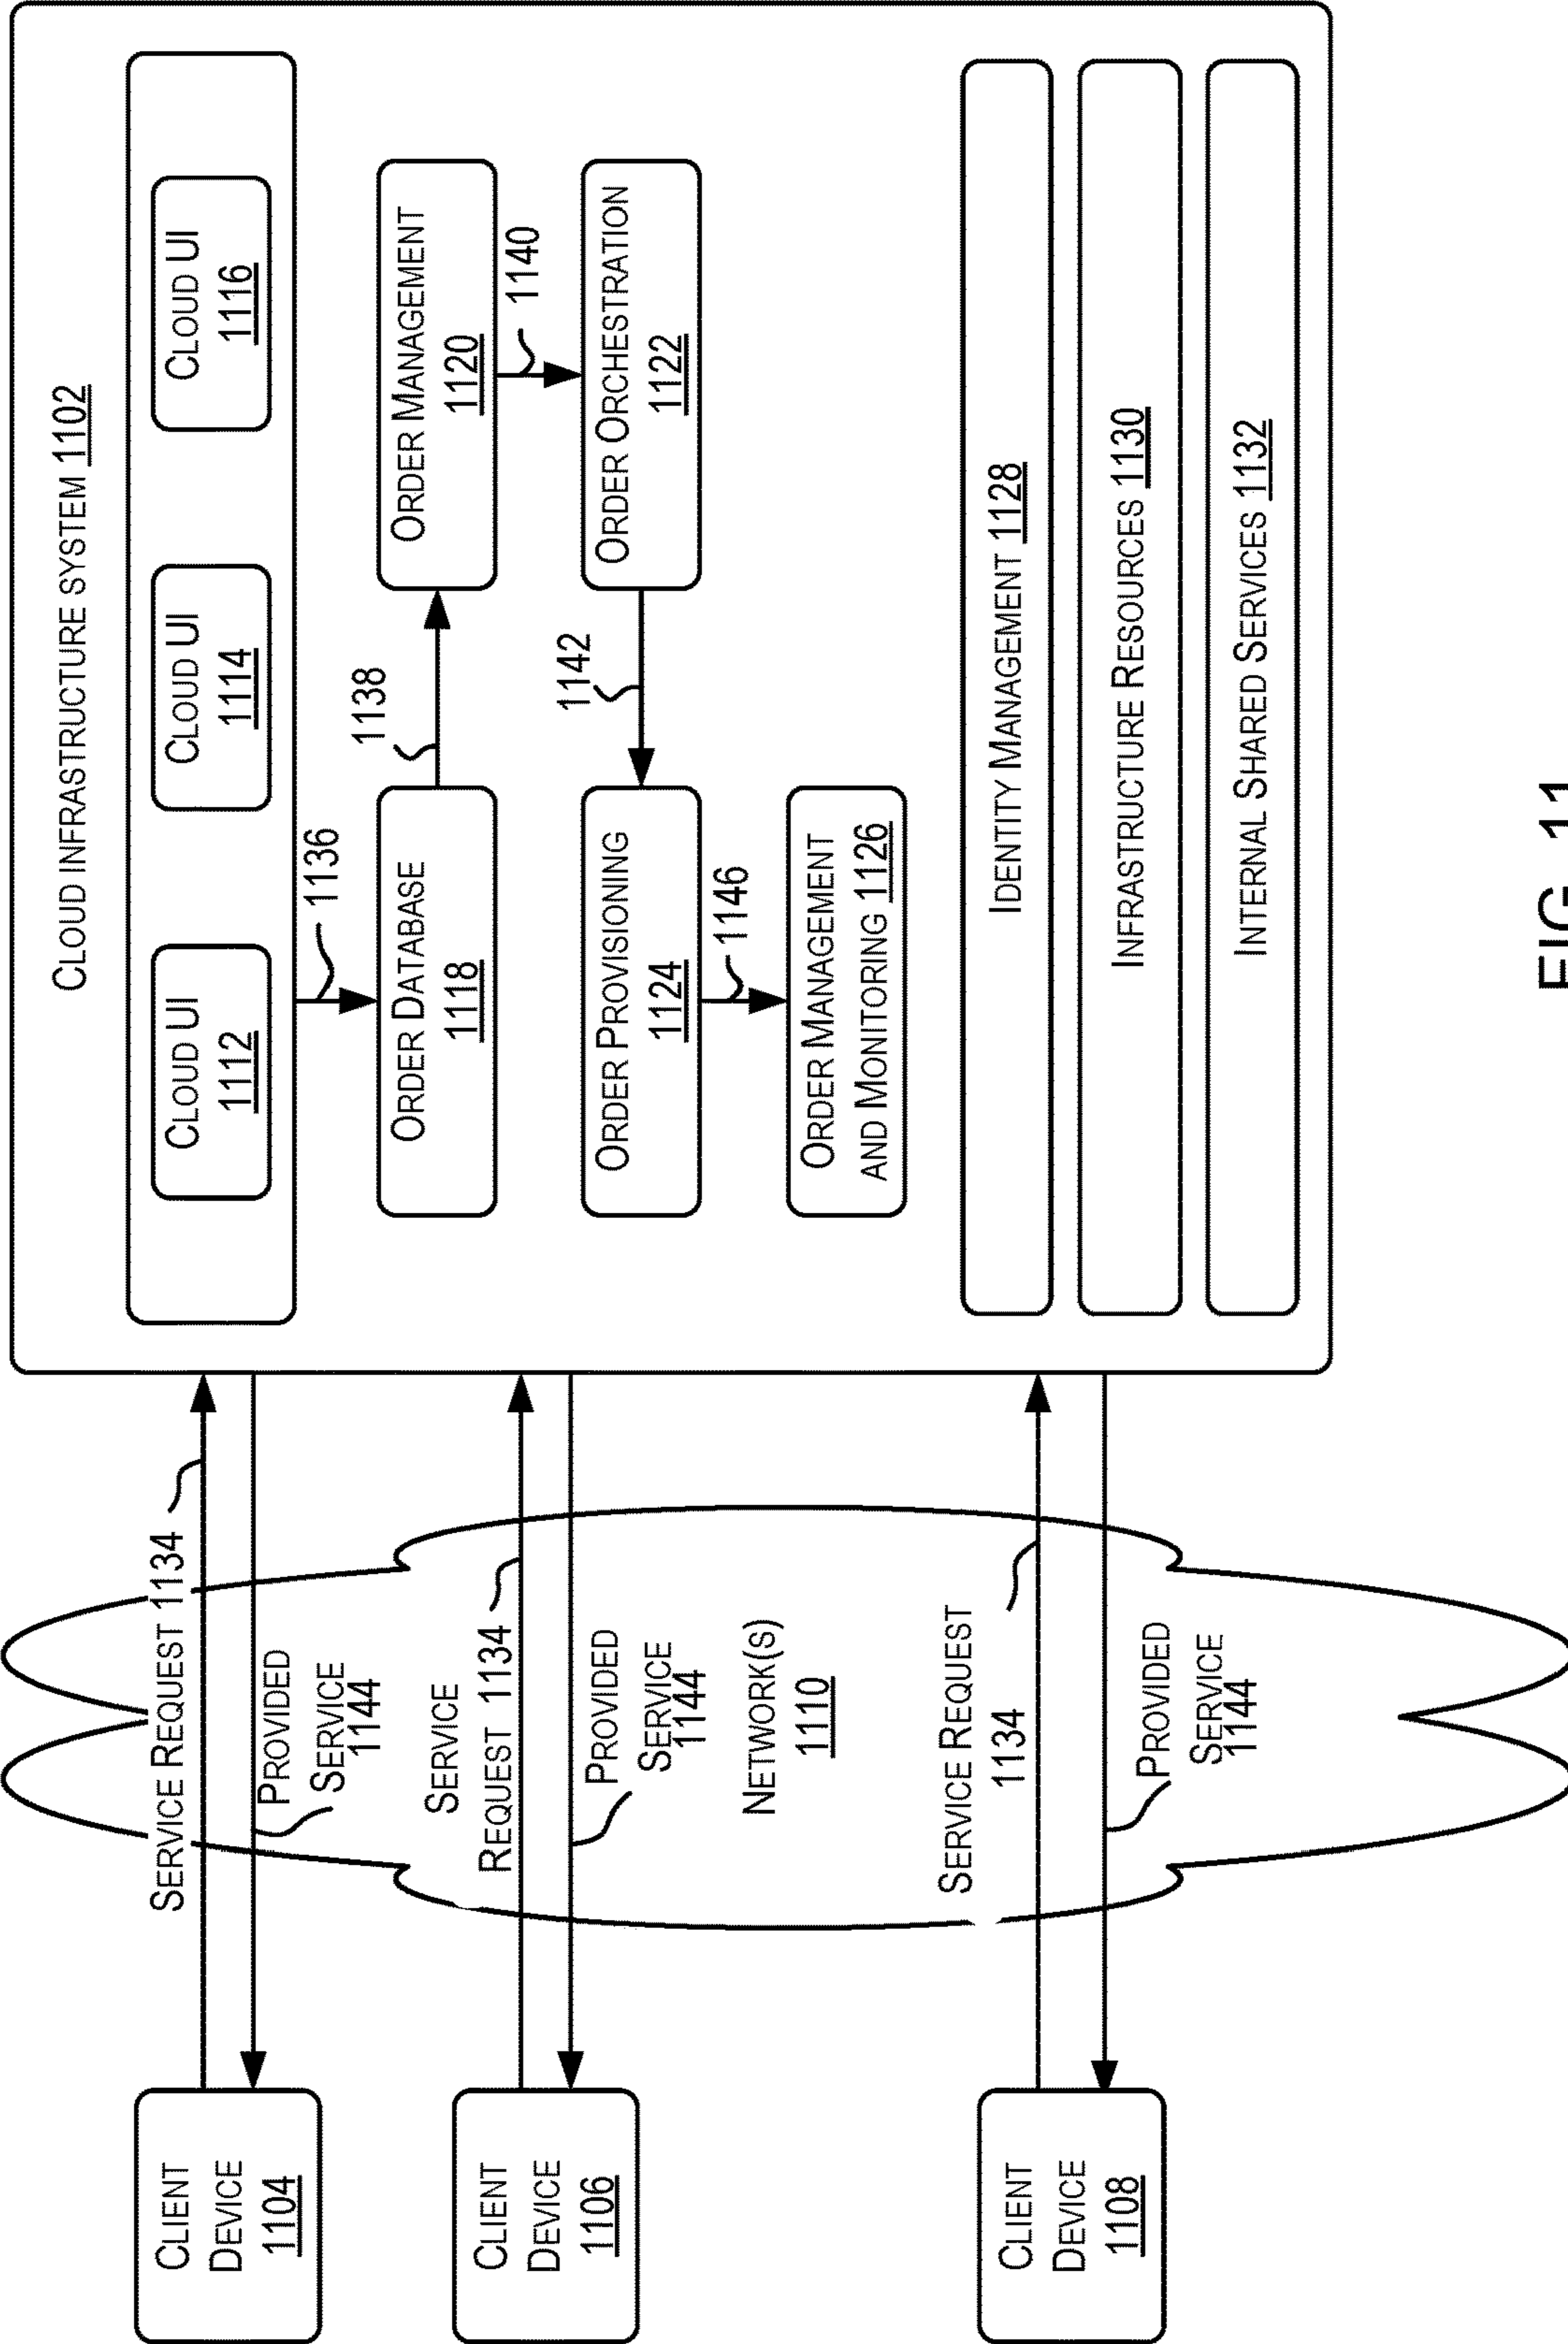 CLOUD INFRASTRUCTURE SYSTEM 1102
CLOUD UI
1112
CLOUD UI
1114
CLOUD UI
1116
1136
ORDER DATABASE
1118
1138
ORDER MANAGEMENT
1120
1140
ORDER PROVISIONING
1124
1142
ORDER ORCHESTRATION
1122
1146
ORDER MANAGEMENT
AND MONITORING 1126
IDENTITY MANAGEMENT 1128
INFRASTRUCTURE RESOURCES 1130
INTERNAL SHARED SERVICES 1132
SERVICE REQUEST 1134
PROVIDED
SERVICE
1144
SERVICE
REQUEST 1134
PROVIDED
SERVICE
1144
NETWORK(S)
1110
SERVICE REQUEST
1134
PROVIDED
SERVICE
1144
CLIENT
DEVICE
1104
CLIENT
DEVICE
1106
CLIENT
DEVICE
1108
FIG. 11